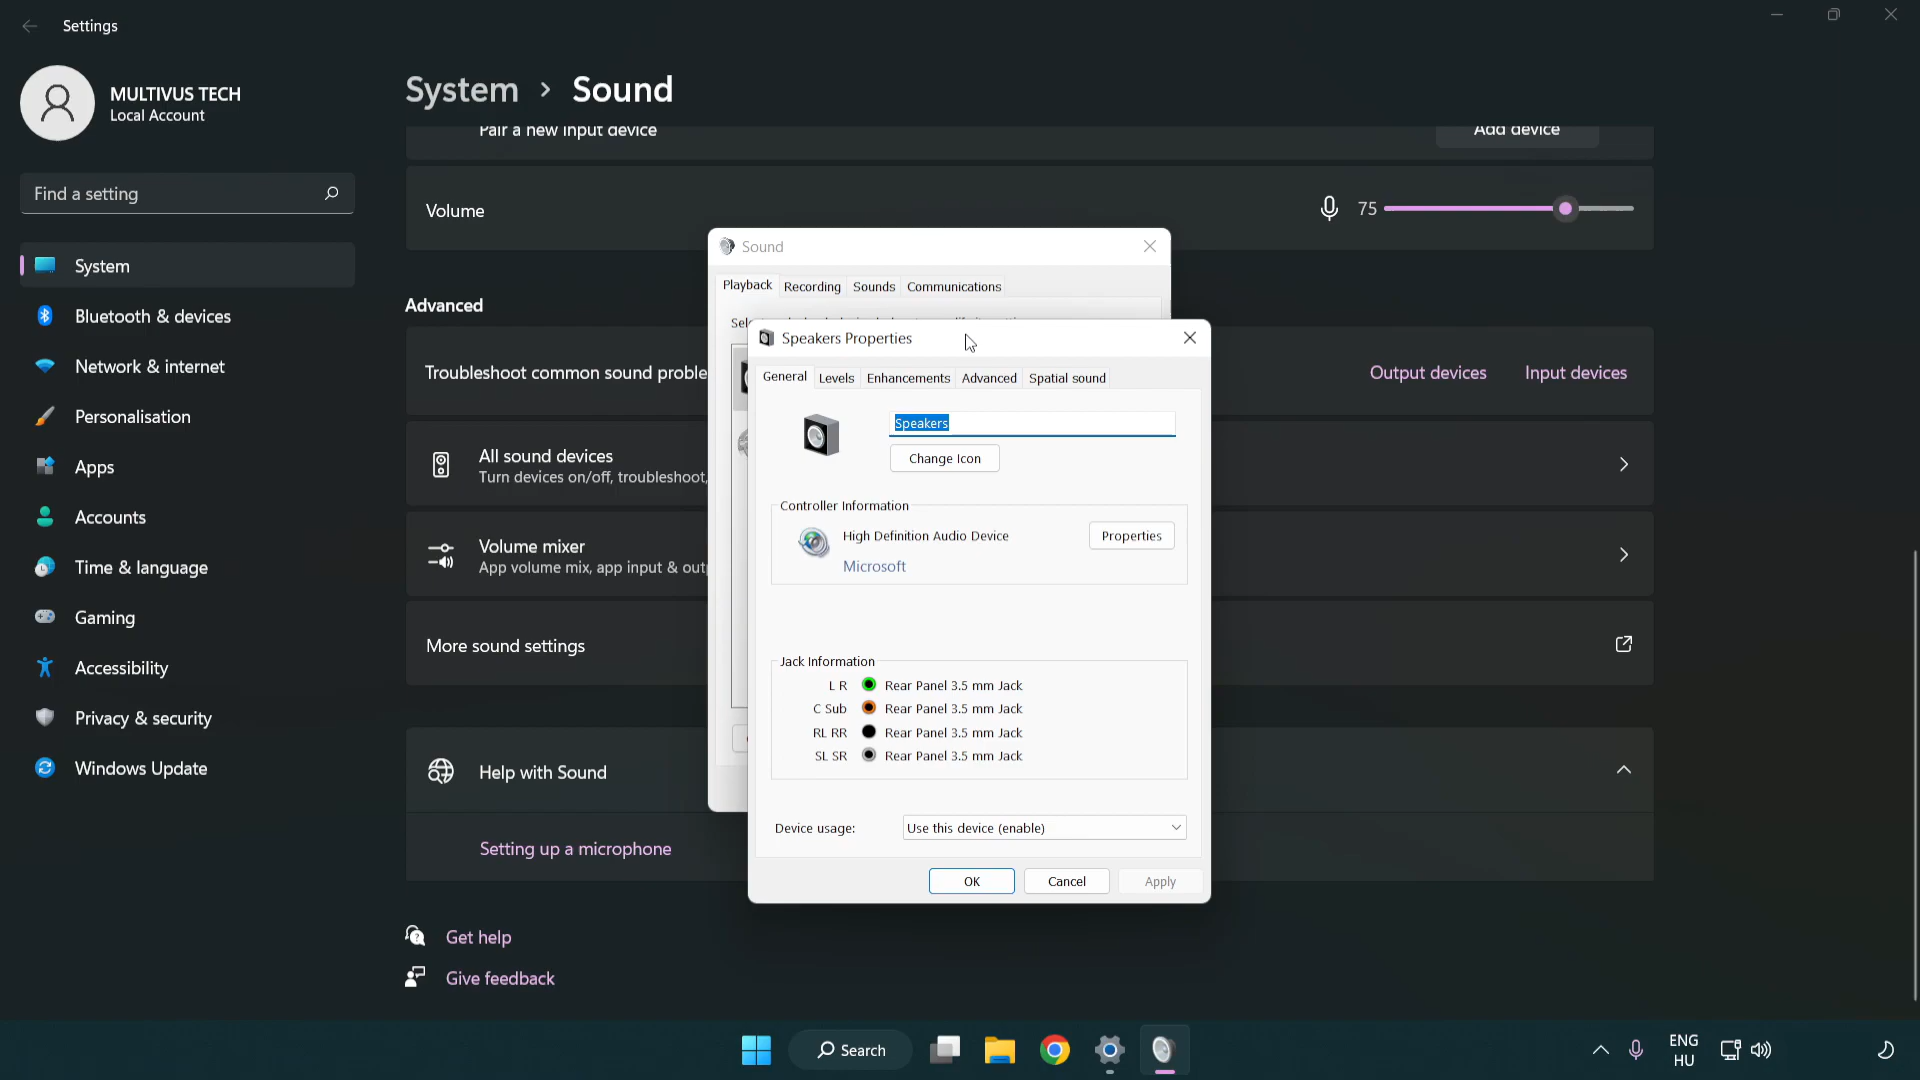 Settings
MULTIVUS TECH
Local Account
Find a setting
System
Bluetooth & devices
Network & internet
Personalisation
Apps
Accounts
Time & language
Gaming
Accessibility
Privacy & security
Windows Update
System > Sound
Pair a new input device
Add device
Volume
75
Advanced
Troubleshoot common sound proble
Output devices
Input devices
All sound devices
Turn devices on/off, troubleshoot,
Volume mixer
App volume mix, app input & outp
More sound settings
Help with Sound
Setting up a microphone
Get help
Give feedback
Sound
Playback
Recording
Sounds
Communications
Speakers Properties
General
Levels
Enhancements
Advanced
Spatial sound
Speakers
Change Icon
Controller Information
High Definition Audio Device
Properties
Microsoft
Jack Information
L R Rear Panel 3.5 mm Jack
C Sub Rear Panel 3.5 mm Jack
RL RR Rear Panel 3.5 mm Jack
SL SR Rear Panel 3.5 mm Jack
Device usage:
Use this device (enable)
OK
Cancel
Apply
Search
ENG
HU